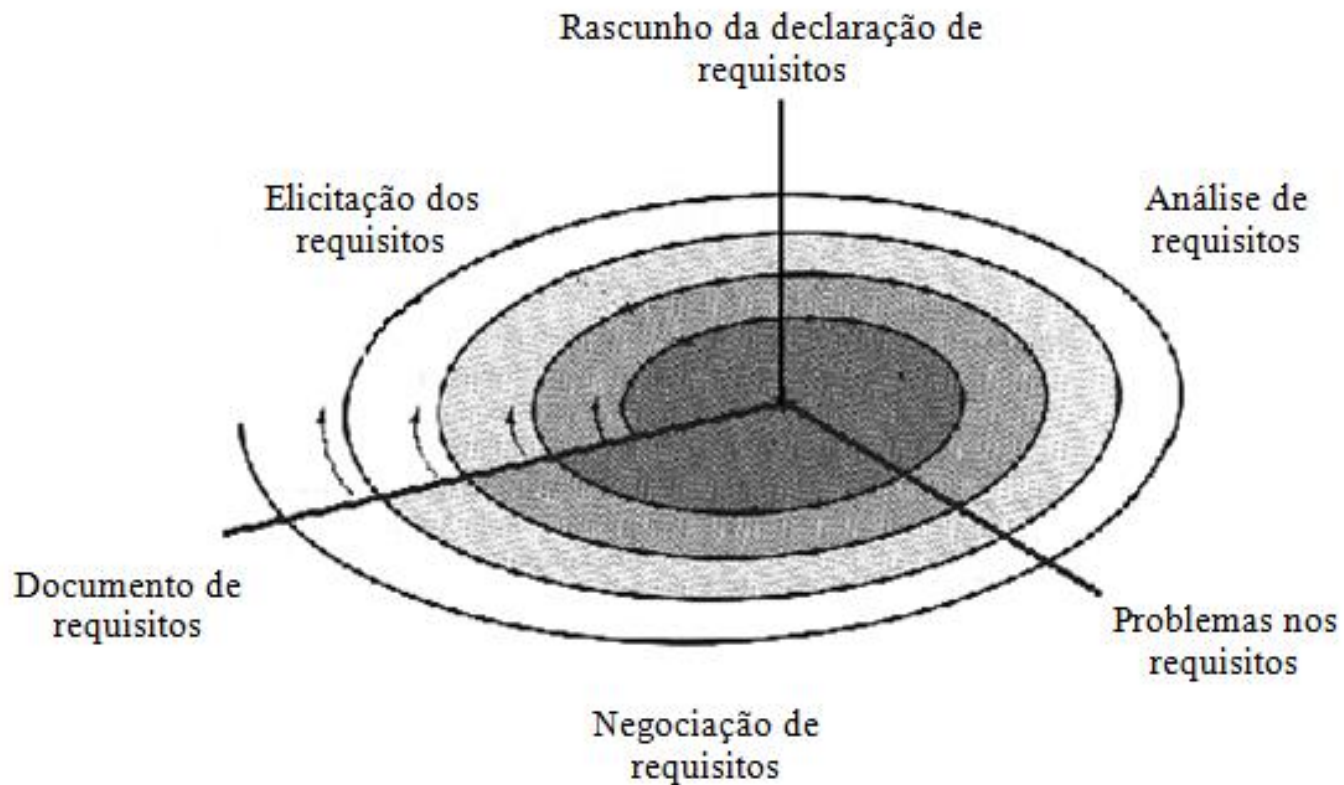 Rascunho da declaração de
requisitos
Elicitação dos
requisitos
Análise de
requisitos
Documento de
requisitos
Problemas nos
requisitos
Negociação de
requisitos